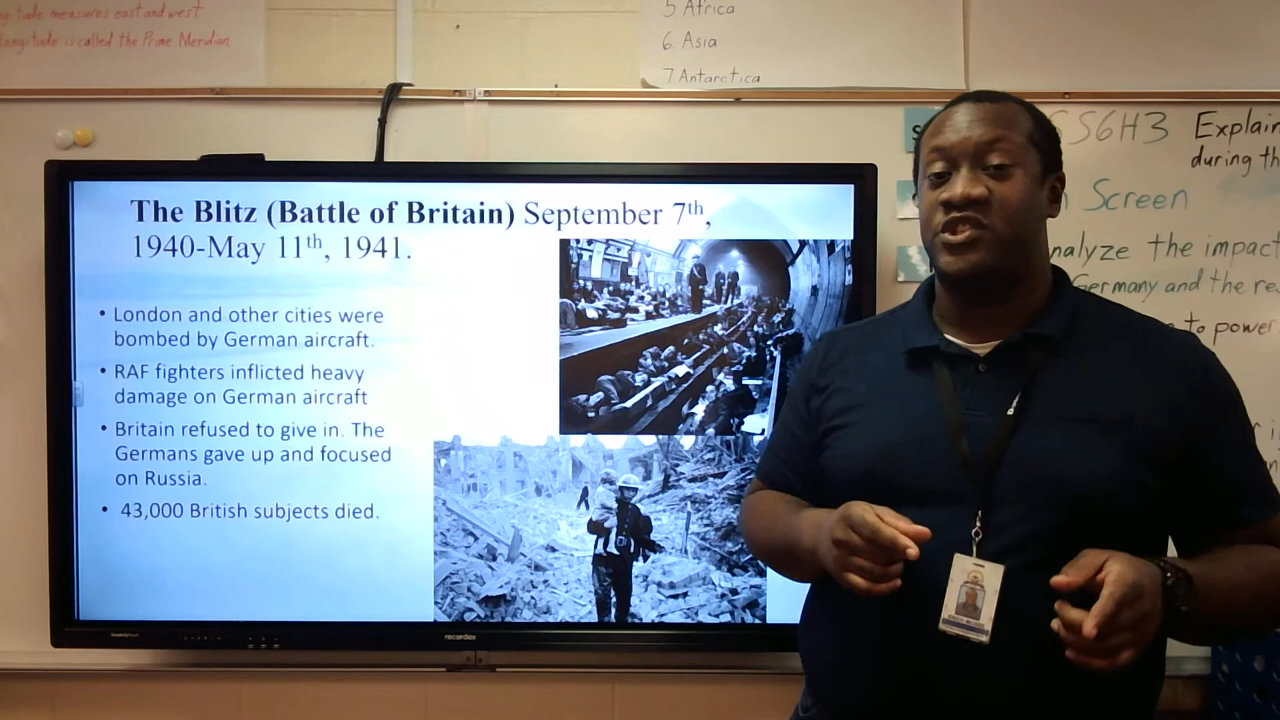 gitude measures east and west
longitude is called the Prime Meridian
5 Africa
6. Asia
7 Antarctica
SS6H3 Explain
during th
Screen
nalyze the impact
Germany and the re
to power
The Blitz (Battle of Britain) September 7th,
1940-May 11th, 1941.
• London and other cities were
bombed by German aircraft.
• RAF fighters inflicted heavy
damage on German aircraft
• Britain refused to give in. The
Germans gave up and focused
on Russia.
• 43,000 British subjects died.
recordex